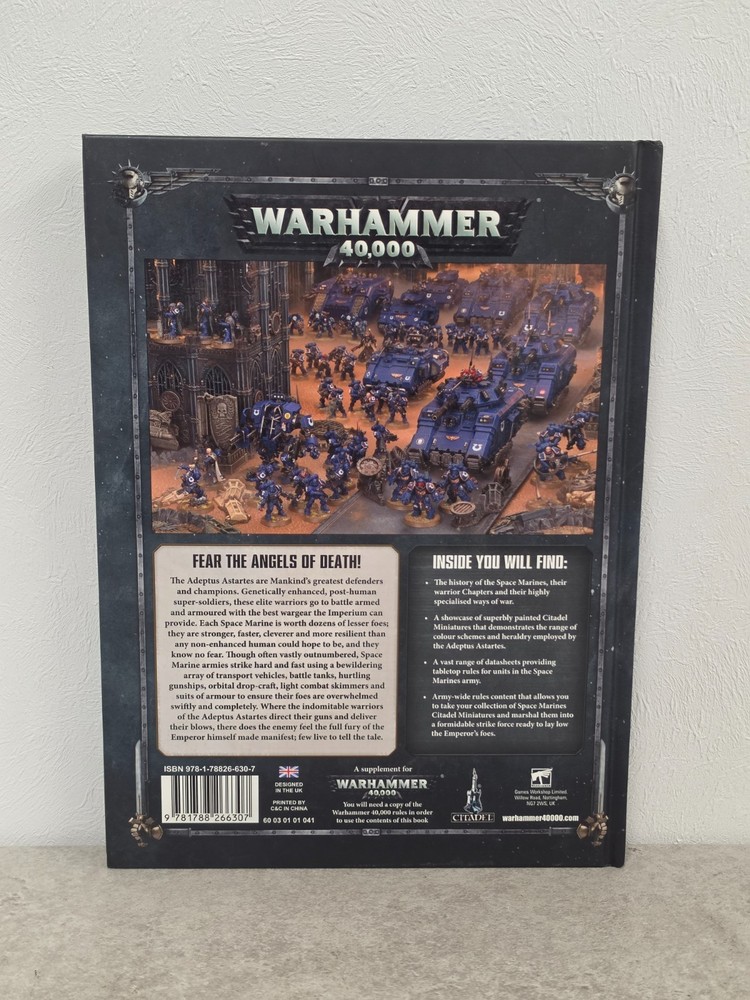 WARHAMMER
40,000
FEAR THE ANGELS OF DEATH!
The Adeptus Astartes are Mankind's greatest defenders
and champions. Genetically enhanced, post-human
super-soldiers, these elite warriors go to battle armed
and armoured with the best wargear the Imperium can
provide. Each Space Marine is worth dozens of lesser foes;
they are stronger, faster, cleverer and more resilient than
any non-enhanced human could hope to be, and they
know no fear. Though often vastly outnumbered, Space
Marine armies strike hard and fast using a bewildering
array of transport vehicles, battle tanks, hurtling
gunships, orbital drop-craft, light combat skimmers and
suits of armour to ensure their foes are overwhelmed
swiftly and completely. Where the indomitable warriors
of the Adeptus Astartes direct their guns and deliver
their blows, there does the enemy feel the full fury of the
Emperor himself made manifest; few live to tell the tale.
INSIDE YOU WILL FIND:
• The history of the Space Marines, their
warrior Chapters and their highly
specialised ways of war.
• A showcase of superbly painted Citadel
Miniatures that demonstrates the range of
colour schemes and heraldry employed by
the Adeptus Astartes.
• A vast range of datasheets providing
tabletop rules for units in the Space
Marines army.
• Army-wide rules content that allows you
to take your collection of Space Marines
Citadel Miniatures and marshal them into
a formidable strike force ready to lay low
the Emperor's foes.
ISBN 978-1-78826-630-7
9 781788 266307
DESIGNED
IN THE UK
PRINTED BY
C&C IN CHINA
60 03 01 01 041
A supplement for
WARHAMMER
40,000
You will need a copy of the
Warhammer 40,000 rules in order
to use the contents of this book
CITADEL
Games Workshop Limited,
Willow Road, Nottingham,
NG7 2WS, UK
warhammer40000.com